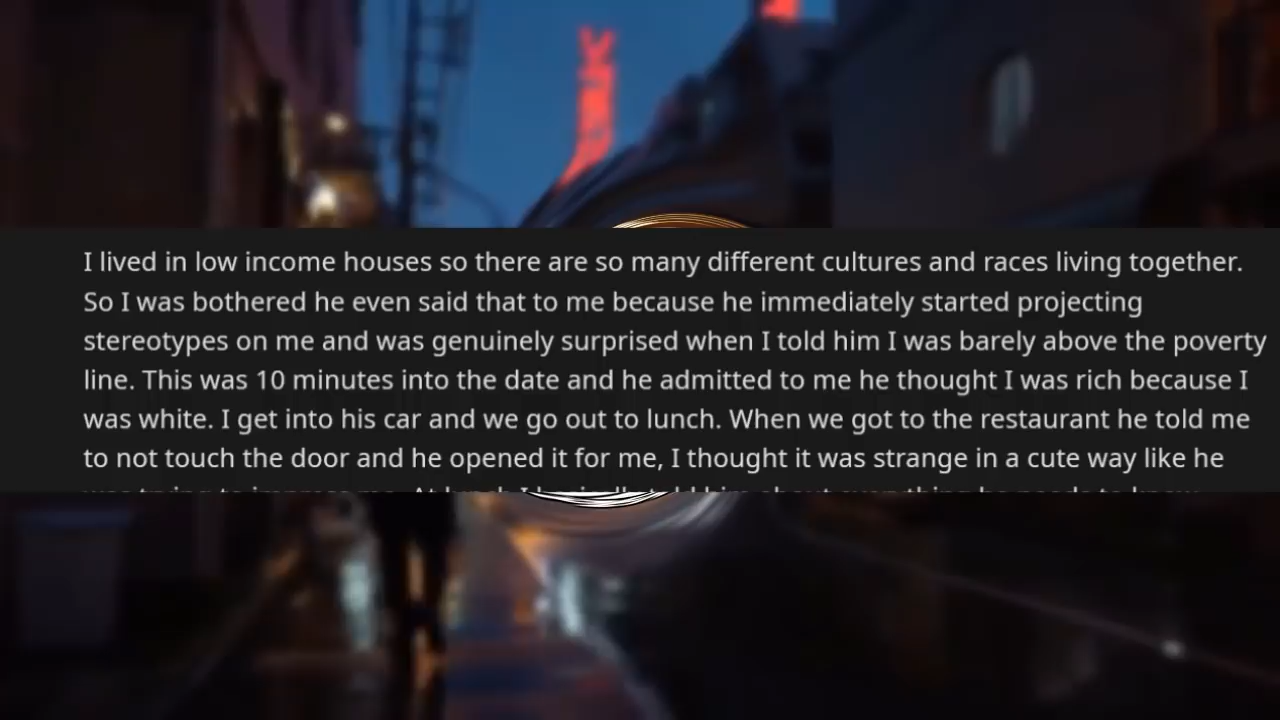 I lived in low income houses so there are so many different cultures and races living together.
So I was bothered he even said that to me because he immediately started projecting
stereotypes on me and was genuinely surprised when I told him I was barely above the poverty
line. This was 10 minutes into the date and he admitted to me he thought I was rich because I
was white. I get into his car and we go out to lunch. When we got to the restaurant he told me
to not touch the door and he opened it for me, I thought it was strange in a cute way like he